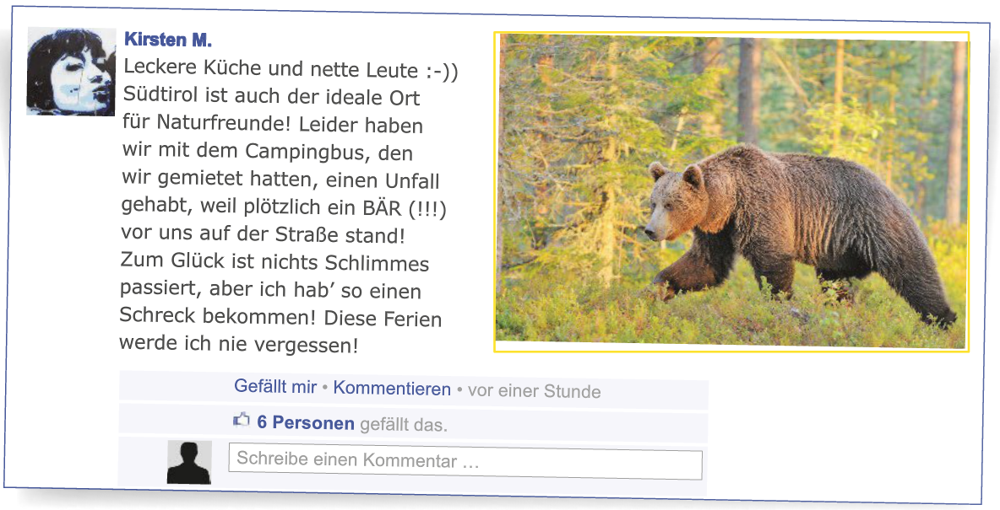 Kirsten M.
Leckere Küche und nette Leute :-))
Südtirol ist auch der ideale Ort
für Naturfreunde! Leider haben
wir mit dem Campingbus, den
wir gemietet hatten, einen Unfall
gehabt, weil plötzlich ein BÄR (!!!)
vor uns auf der Straße stand!
Zum Glück ist nichts Schlimmes
passiert, aber ich hab’ so einen
Schreck bekommen! Diese Ferien
werde ich nie vergessen!
Gefällt mir • Kommentieren • vor einer Stunde
6 Personen gefällt das.
Schreibe einen Kommentar …